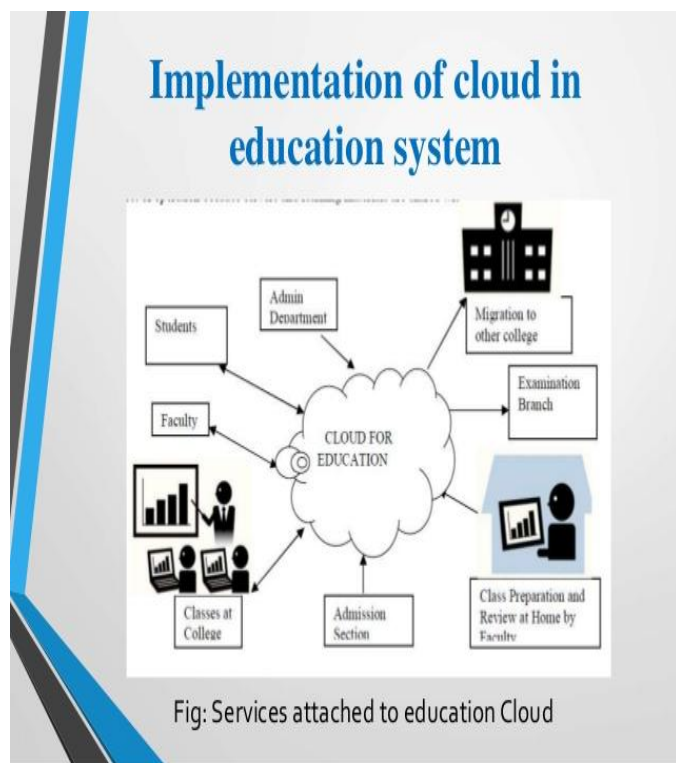 Implementation of cloud in
education system
Admin
Department
Students
Migration to
other college
Examination
Branch
Faculty
CLOUD FOR
EDUCATION
Classes at
College
Admission
Section
Class Preparation and
Review at Home by
Faculty
Fig: Services attached to education Cloud